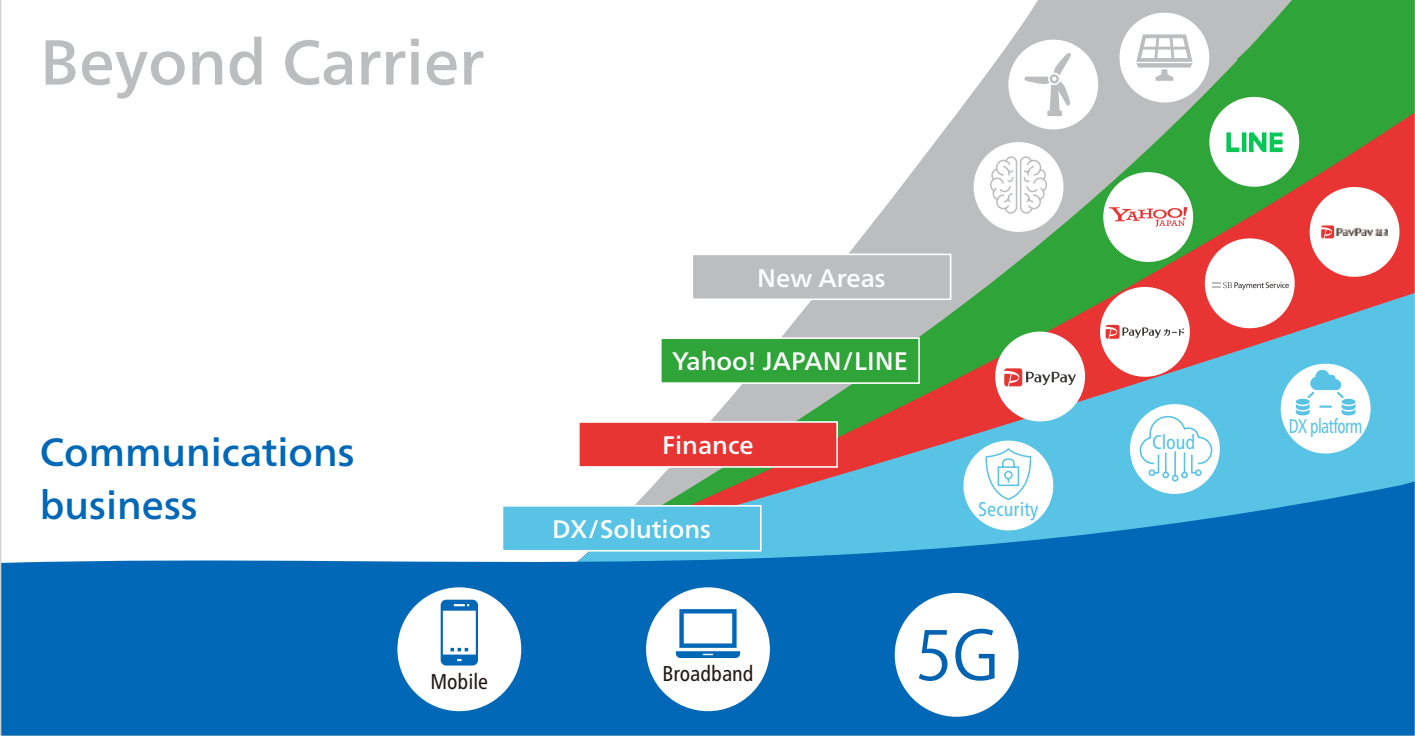 Beyond Carrier
LINE
YAHOO!
JAPAN
PayPay
SB Payment Service
New Areas
Yahoo! JAPAN/LINE
PayPay カード
PayPay
Finance
DX platform
Communications
business
Cloud
Security
DX/Solutions
Mobile
Broadband
5G